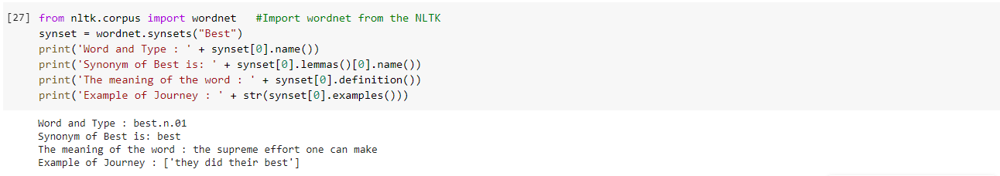 [27] from nltk.corpus import wordnet   #Import wordnet from the NLTK
synset = wordnet.synsets("Best")
print('Word and Type : ' + synset[0].name())
print('Synonym of Best is: ' + synset[0].lemmas()[0].name())
print('The meaning of the word : ' + synset[0].definition())
print('Example of Journey : ' + str(synset[0].examples()))
Word and Type : best.n.01
Synonym of Best is: best
The meaning of the word : the supreme effort one can make
Example of Journey : ['they did their best']